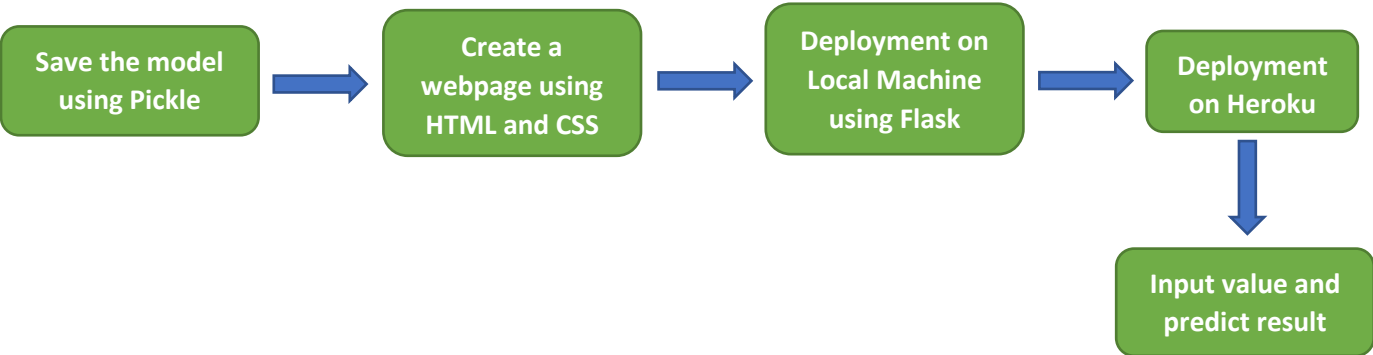 Save the model
using Pickle
Create a
webpage using
HTML and CSS
Deployment on
Local Machine
using Flask
Deployment
on Heroku
Input value and
predict result